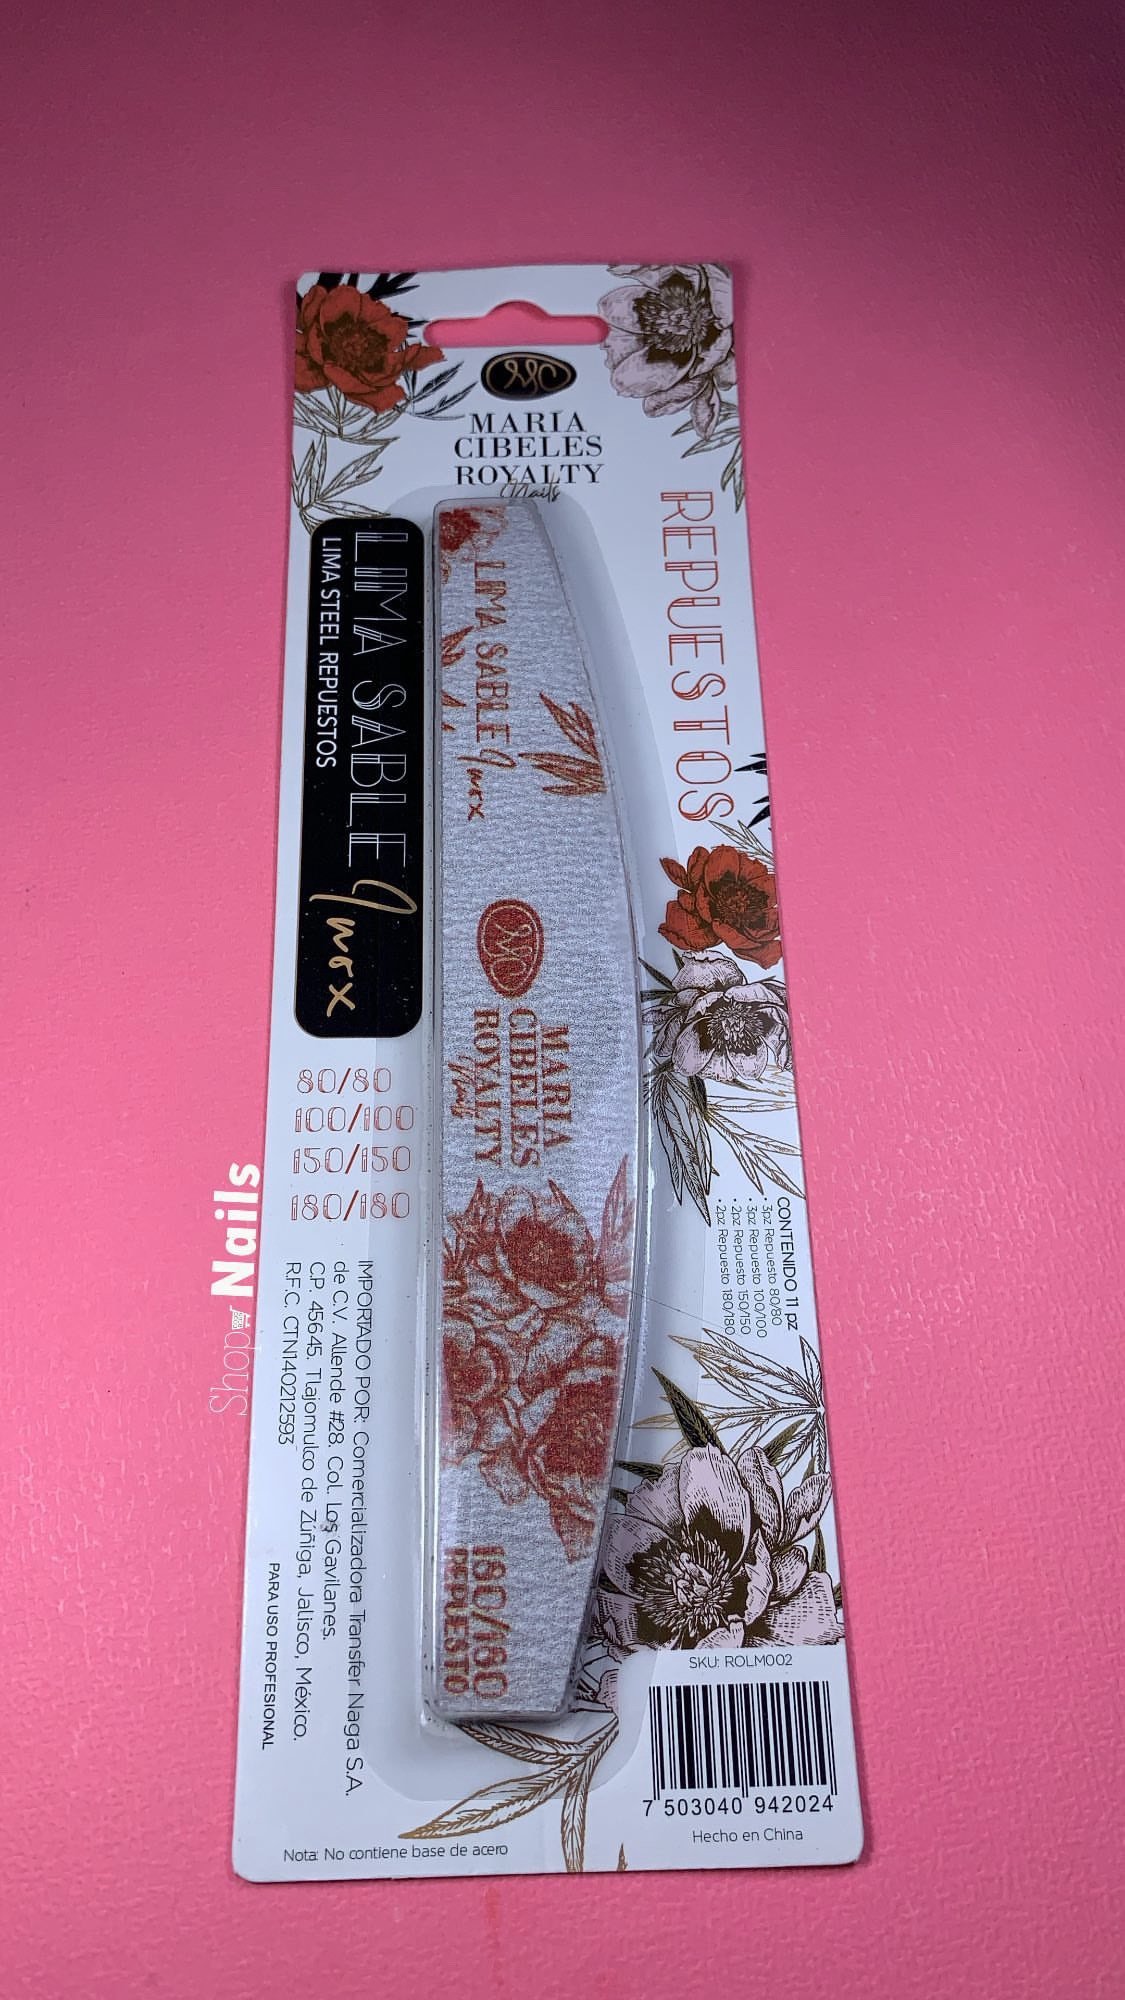 MARIA
CIBELES
ROYALTY
Nails
REPUESTOS
LIMA SABLE Inox
LIMA STEEL REPUESTOS
LIMA SABLE Inox
MARIA
CIBELES
ROYALTY
Nails
180/180
REPUESTO
80/80
100/100
150/150
180/180
CONTENIDO 11 pz
• 3pz Repuesto 80/80
• 3pz Repuesto 100/100
• 2pz Repuesto 150/150
• 2pz Repuesto 180/180
IMPORTADO POR: Comercializadora Transfer Naga S.A.
de C.V. Allende #28. Col. Los Gavilanes.
CP. 45645. Tlajomulco de Zúñiga, Jalisco, México.
R.F.C. CTN140212593
PARA USO PROFESIONAL
SKU: ROLM002
7 503040 942024
Hecho en China
Nota: No contiene base de acero
Nails
Shop